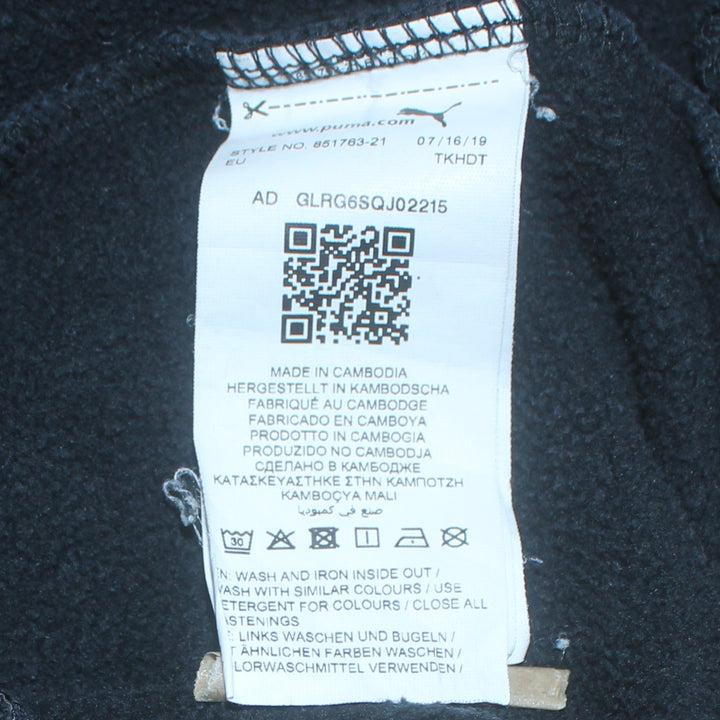 www.puma.com
STYLE NO. 851763-21 07/16/19
EU TKHDT
AD GLRG6SQJ02215
MADE IN CAMBODIA
HERGESTELLT IN KAMBODSCHA
FABRIQUÉ AU CAMBODGE
FABRICADO EN CAMBOYA
PRODOTTO IN CAMBOGIA
PRODUZIDO NO CAMBODJA
СДЕЛАНО В КАМБОДЖЕ
ΚΑΤΑΣΚΕΥΑΣΤΗΚΕ ΣΤΗΝ ΚΑΜΠΟΤΖΗ
KAMBOÇYA MALI
صنع في كمبوديا
30
N: WASH AND IRON INSIDE OUT /
WASH WITH SIMILAR COLOURS / USE
ETERGENT FOR COLOURS / CLOSE ALL
ASTENINGS
: LINKS WASCHEN UND BUGELN /
T ÄHNLICHEN FARBEN WASCHEN /
LORWASCHMITTEL VERWENDEN /